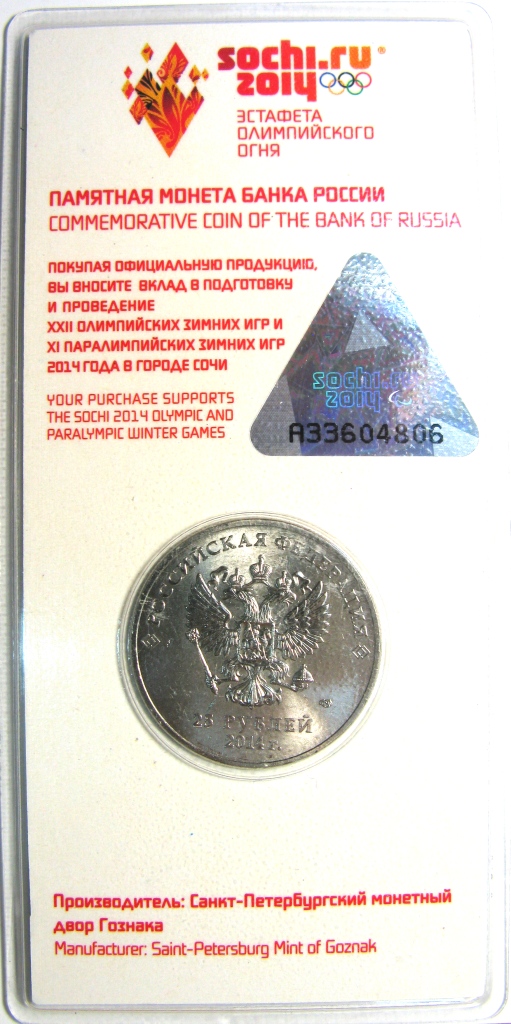 sochi.ru®
2014
ЭСТАФЕТА
ОЛИМПИЙСКОГО
ОГНЯ
ПАМЯТНАЯ МОНЕТА БАНКА РОССИИ
COMMEMORATIVE COIN OF THE BANK OF RUSSIA
ПОКУПАЯ ОФИЦИАЛЬНУЮ ПРОДУКЦИЮ,
ВЫ ВНОСИТЕ ВКЛАД В ПОДГОТОВКУ
И ПРОВЕДЕНИЕ
XXII ОЛИМПИЙСКИХ ЗИМНИХ ИГР И
XI ПАРАЛИМПИЙСКИХ ЗИМНИХ ИГР
2014 ГОДА В ГОРОДЕ СОЧИ
YOUR PURCHASE SUPPORTS
THE SOCHI 2014 OLYMPIC AND
PARALYMPIC WINTER GAMES
sochi.ru
2014
A33604806
РОССИЙСКАЯ ФЕДЕРАЦИЯ
25 РУБЛЕЙ
2014 г.
Производитель: Санкт-Петербургский монетный
двор Гознака
Manufacturer: Saint-Petersburg Mint of Goznak